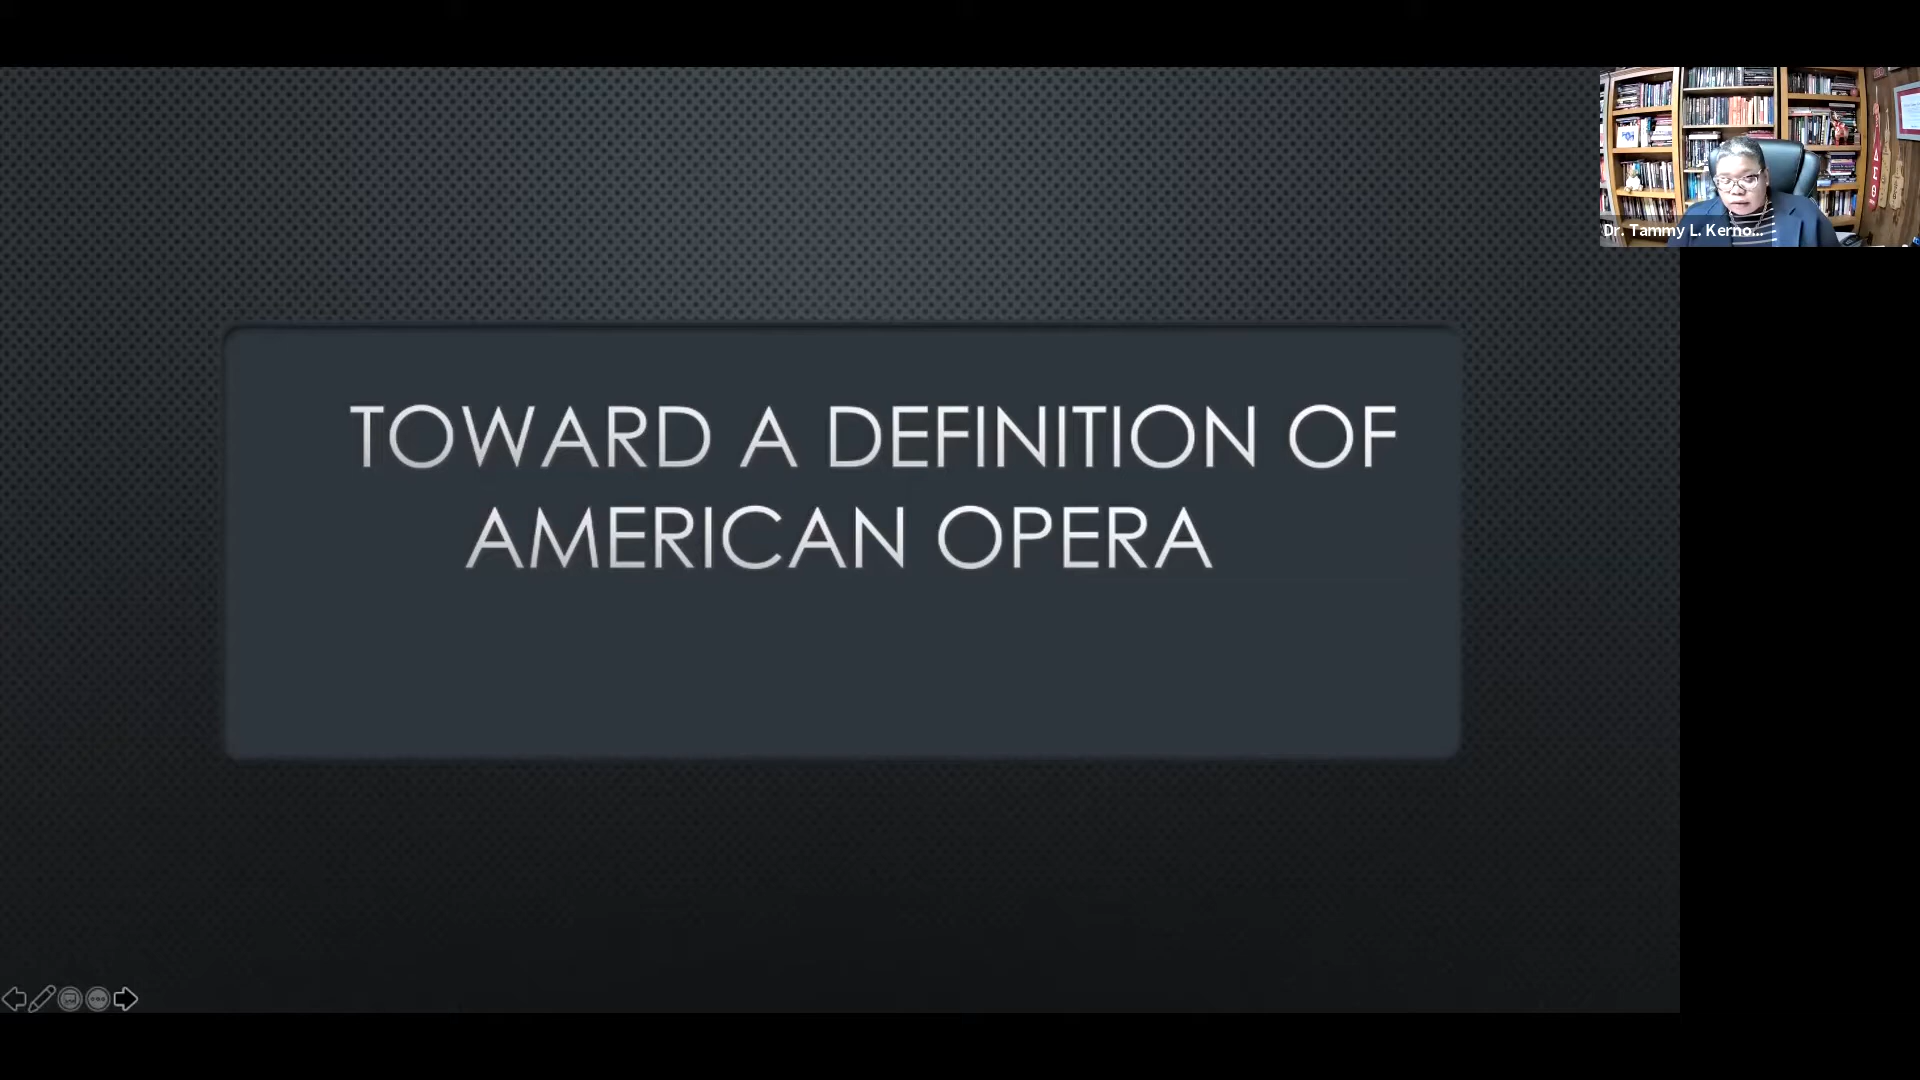 TOWARD A DEFINITION OF
AMERICAN OPERA
Dr. Tammy L. Kerno...